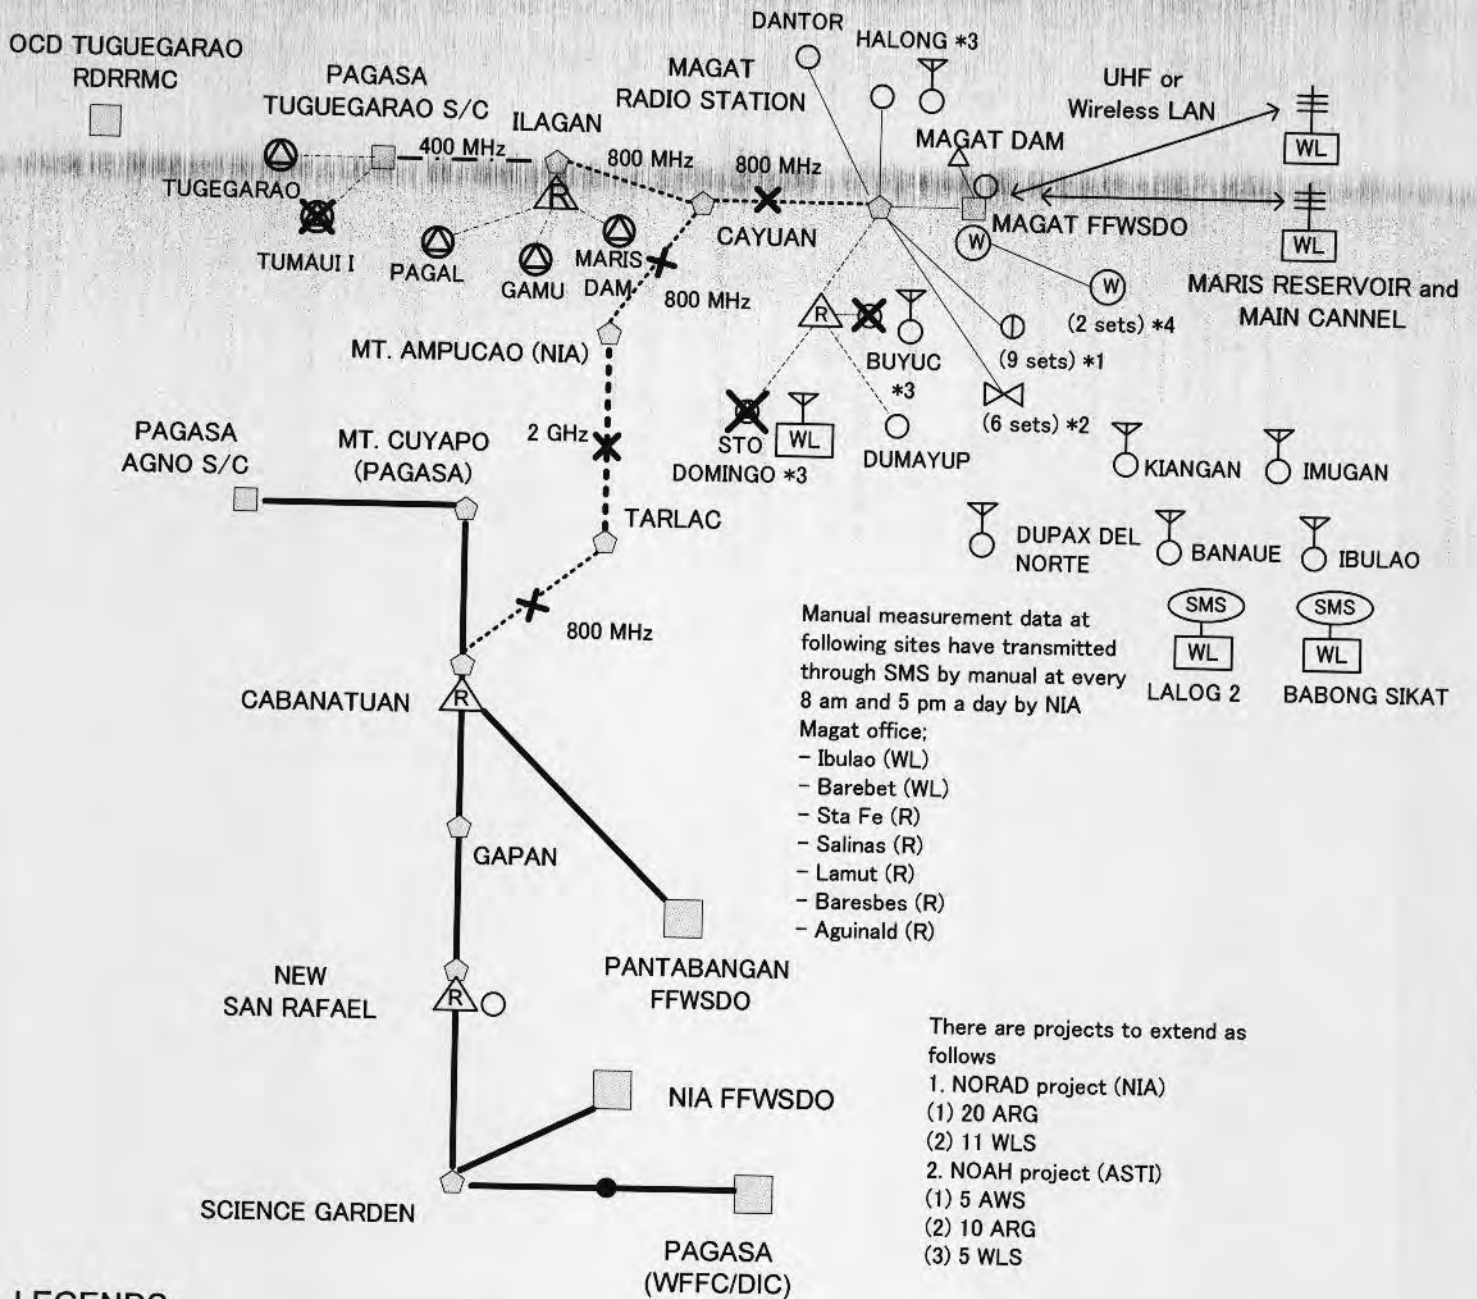 OCD TUGUEGARAO
RDRRMC
PAGASA
TUGUEGARAO S/C
ILAGAN
MAGAT
RADIO STATION
DANTOR
HALONG *3
UHF or
Wireless LAN
MAGAT DAM
WL
400 MHz
800 MHz
800 MHz
TUGEGARAO
R
CAYUAN
MAGAT FFWSDO
W
WL
TUMAUI I
PAGAL
GAMU
MARIS
DAM
800 MHz
W
(2 sets) *4
MARIS RESERVOIR and
MAIN CANNEL
R
BUYUC
*3
(9 sets) *1
(6 sets) *2
MT. AMPUCAO (NIA)
2 GHz
STO
DOMINGO *3
WL
DUMAYUP
KIANGAN
IMUGAN
PAGASA
AGNO S/C
MT. CUYAPO
(PAGASA)
TARLAC
DUPAX DEL
NORTE
BANAUE
IBULAO
800 MHz
SMS
WL
LALOG 2
SMS
WL
BABONG SIKAT
Manual measurement data at
following sites have transmitted
through SMS by manual at every
8 am and 5 pm a day by NIA
Magat office;
- Ibulao (WL)
- Barebet (WL)
- Sta Fe (R)
- Salinas (R)
- Lamut (R)
- Baresbes (R)
- Aguinald (R)
CABANATUAN
R
GAPAN
PANTABANGAN
FFWSDO
NEW
SAN RAFAEL
R
NIA FFWSDO
SCIENCE GARDEN
PAGASA
(WFFC/DIC)
There are projects to extend as
follows
1. NORAD project (NIA)
(1) 20 ARG
(2) 11 WLS
2. NOAH project (ASTI)
(1) 5 AWS
(2) 10 ARG
(3) 5 WLS
LEGENDS